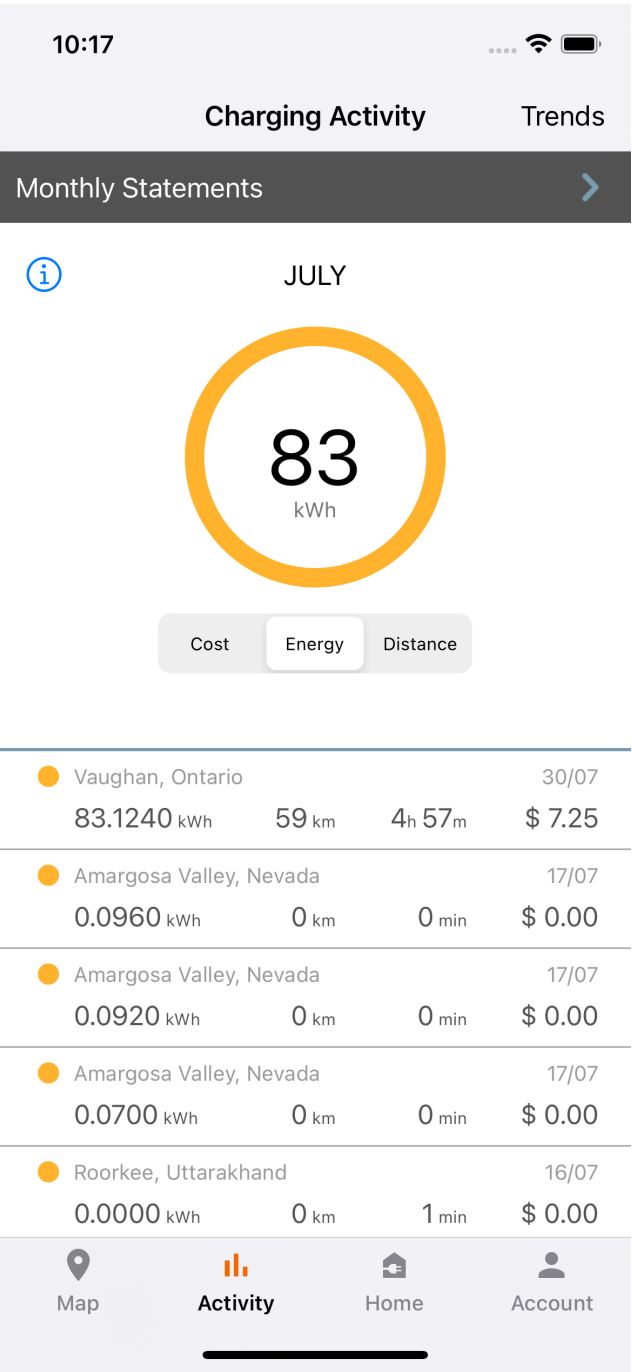 10:17
Charging Activity Trends
Monthly Statements
JULY
83
kWh
Cost Energy Distance
Vaughan, Ontario 30/07
83.1240 kWh 59 km 4h 57m $ 7.25
Amargosa Valley, Nevada 17/07
0.0960 kWh 0 km 0 min $ 0.00
Amargosa Valley, Nevada 17/07
0.0920 kWh 0 km 0 min $ 0.00
Amargosa Valley, Nevada 17/07
0.0700 kWh 0 km 0 min $ 0.00
Roorkee, Uttarakhand 16/07
0.0000 kWh 0 km 1 min $ 0.00
Map Activity Home Account